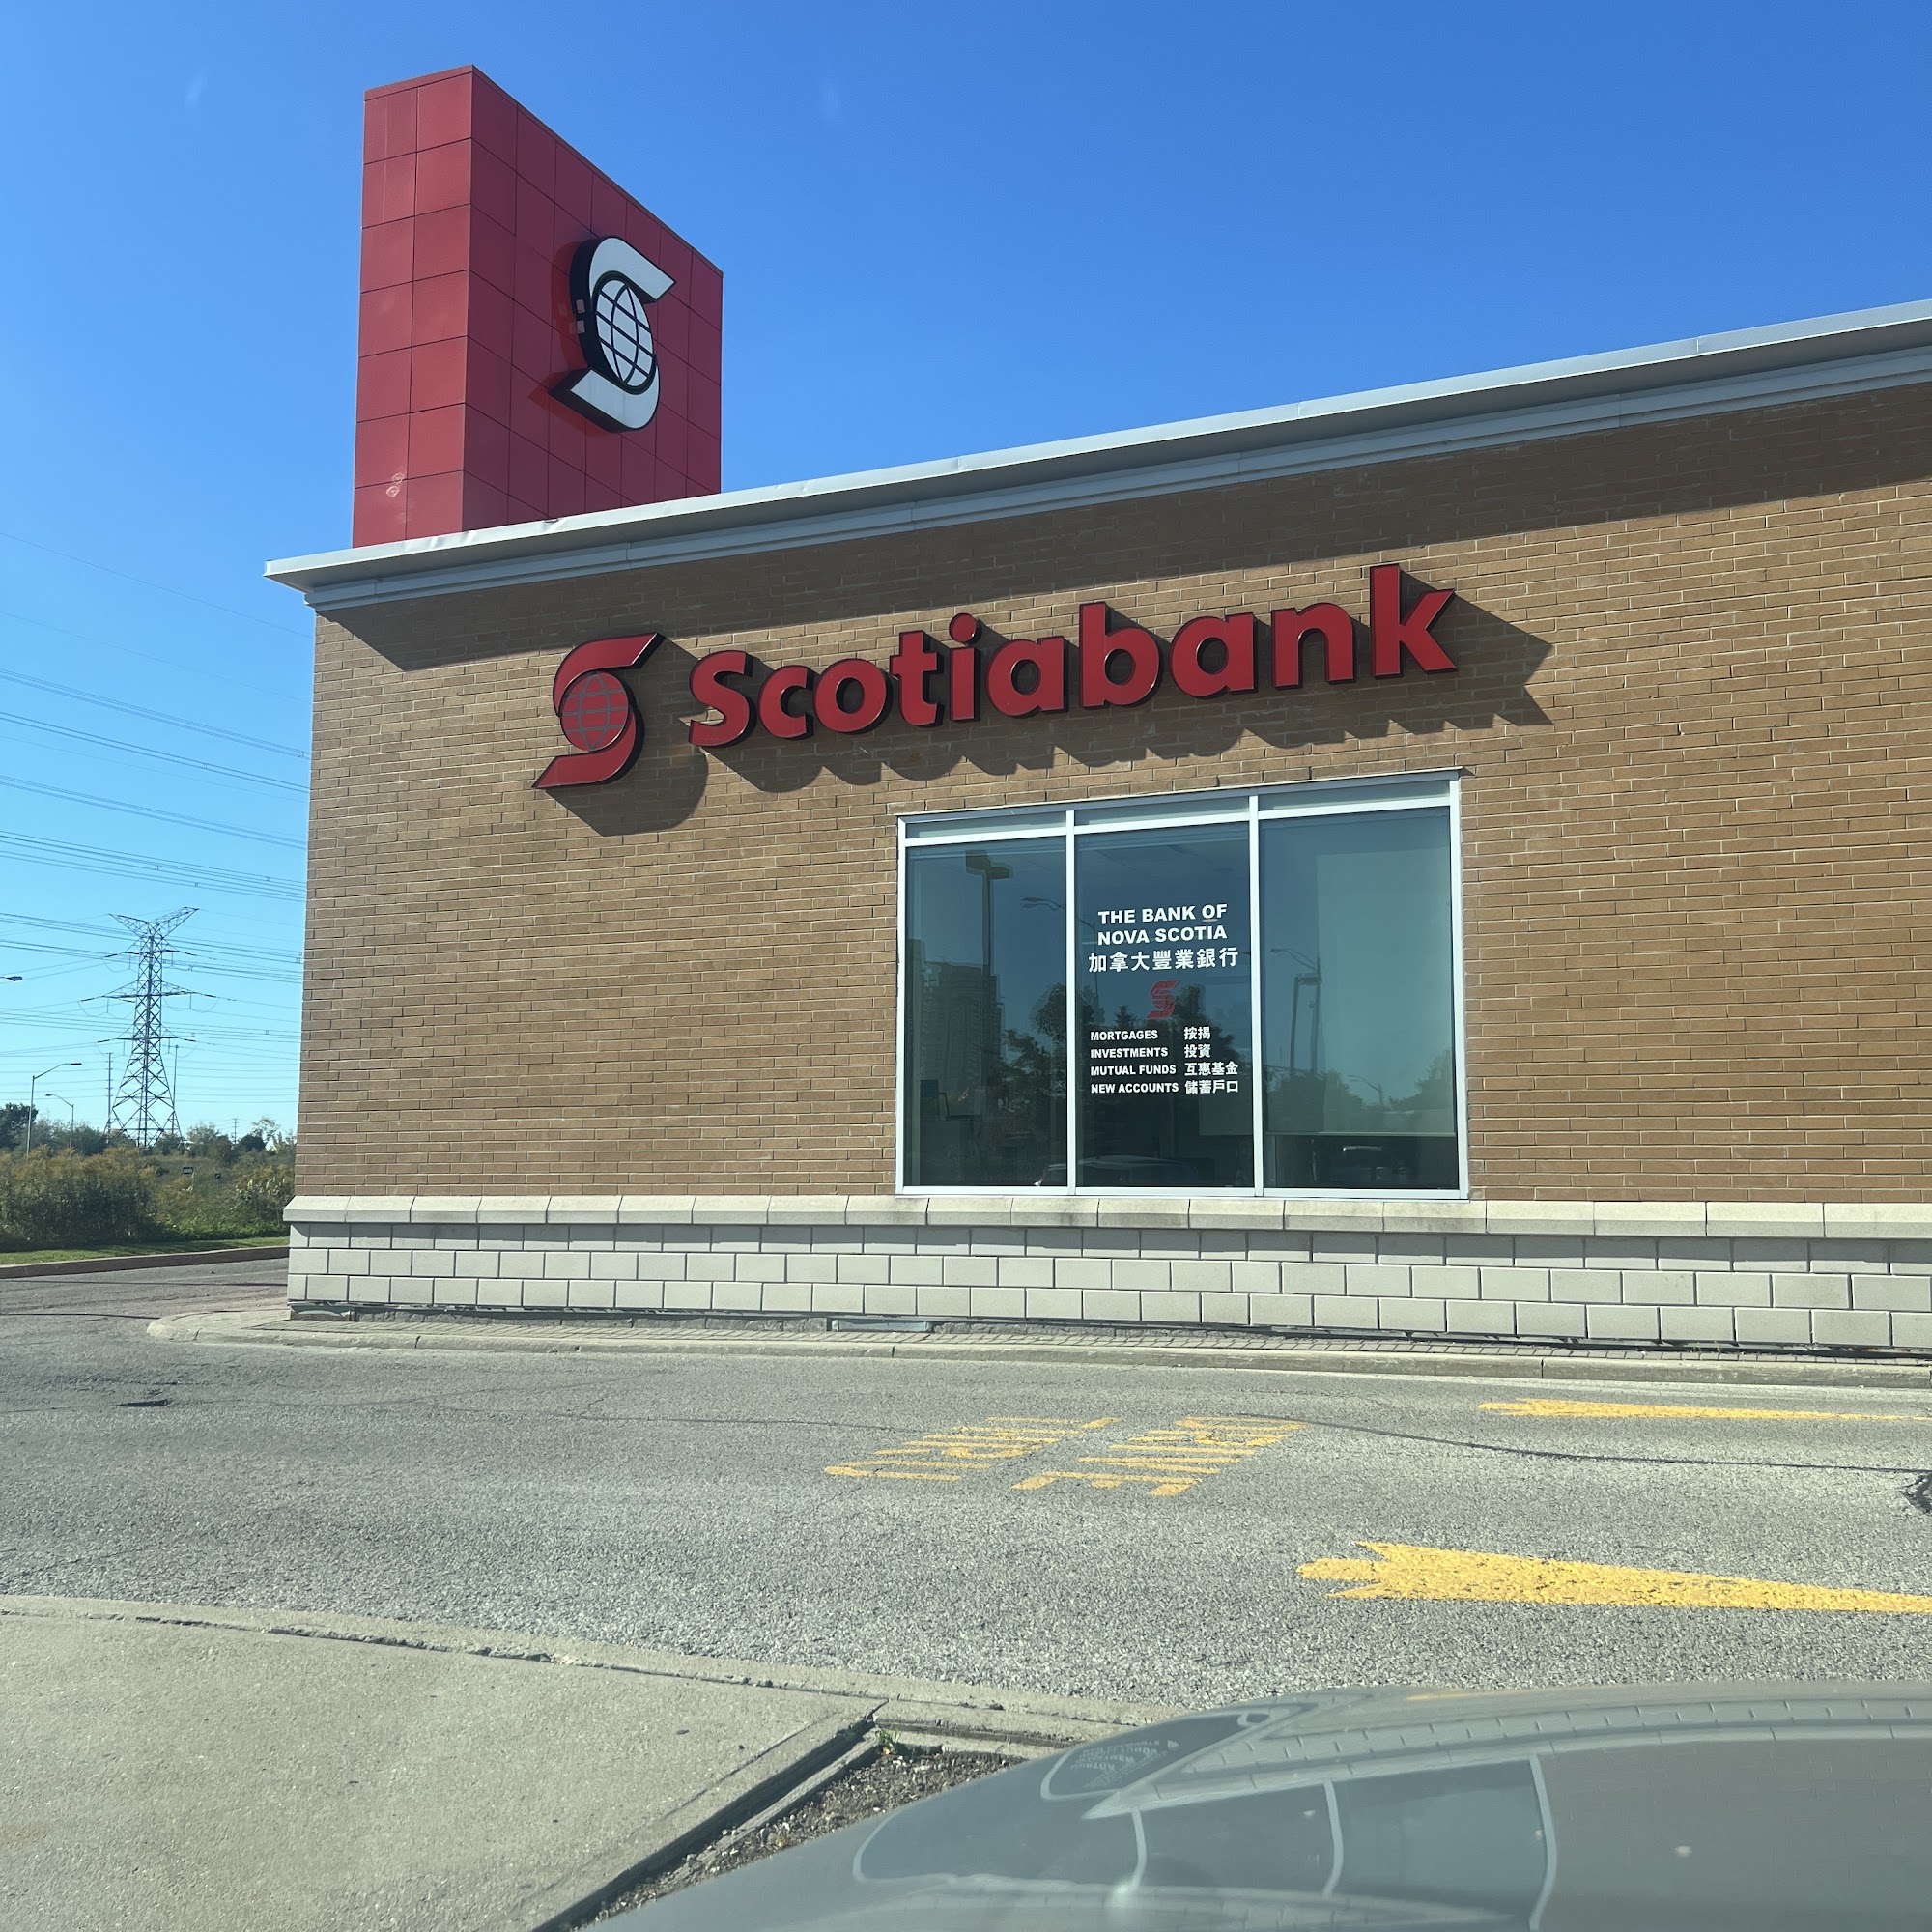 Scotiabank
THE BANK OF
NOVA SCOTIA
加拿大豐業銀行
MORTGAGES 按揭
INVESTMENTS 投資
MUTUAL FUNDS 互惠基金
NEW ACCOUNTS 儲蓄戶口